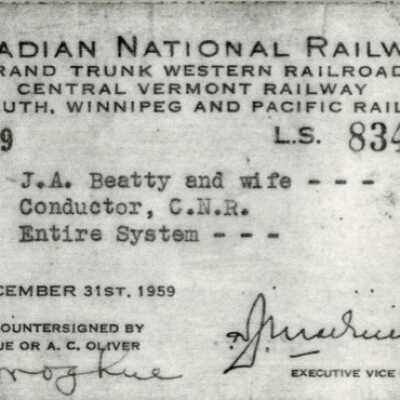 ADIAN NATIONAL RAILW
RAND TRUNK WESTERN RAILROAD
CENTRAL VERMONT RAILWAY
UTH, WINNIPEG AND PACIFIC RAIL
9 L.S. 834
J.A. Beatty and wife - - -
Conductor, C.N.R.
Entire System - - -
CEMBER 31ST, 1959
OUNTERSIGNED BY
UE OR A. C. OLIVER
EXECUTIVE VICE